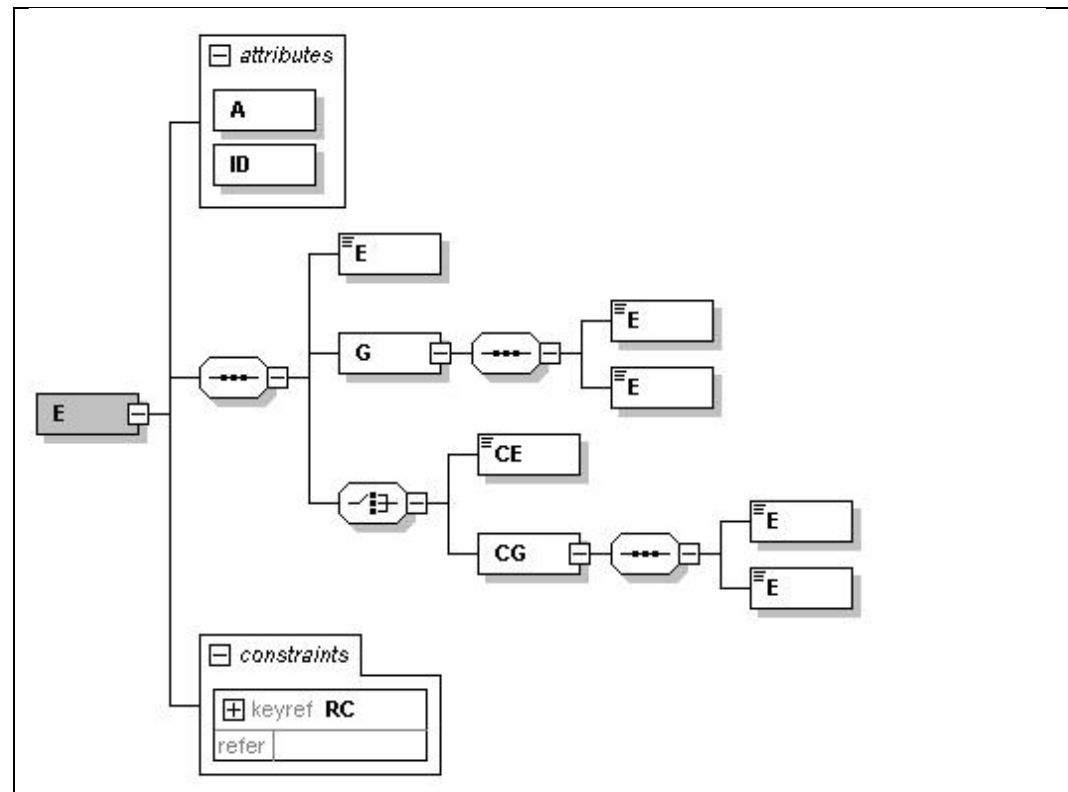 attributes
A
ID
E
G
E
E
E
CE
CG
E
E
constraints
keyref RC
refer